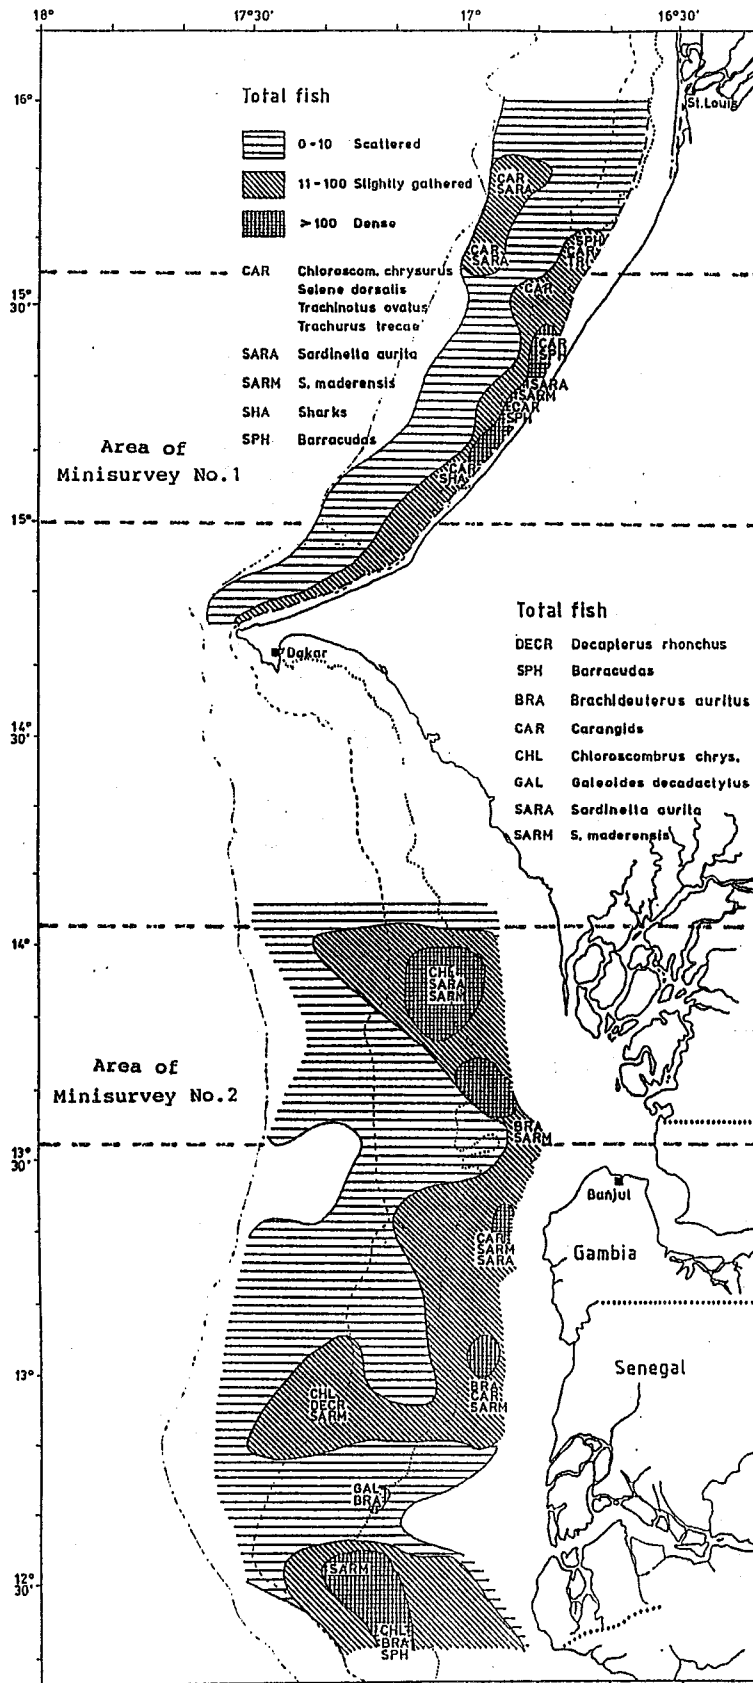 18°
17°30'
17°
16°30'
16°
St.Louis
Total fish
0-10 Scattered
11-100 Slightly gathered
>100 Dense
CAR
SARA
CAR
SARA
SPH
CAR
TRI
CAR Chloroscom. chrysurus
Selene dorsalis
Trachinotus ovatus
Trachurus trecae
SARA Sardinella aurita
SARM S. maderensis
SHA Sharks
SPH Barracudas
15°
30'
CAR
CAR
SPH
SARA
SARM
CAR
SPH
CAR
SHA
Area of
Minisurvey No.1
15°
Dakar
Total fish
DECR Decapterus rhonchus
SPH Barracudas
BRA Brachideuterus auritus
CAR Carangids
CHL Chloroscombrus chrys.
GAL Galeoides decadactylus
SARA Sardinella aurita
SARM S. maderensis
14°
30'
14°
CHL
SARA
SARM
Area of
Minisurvey No.2
BRA
SARM
13°
30'
Banjul
CAR
SARM
SARA
Gambia
13°
Senegal
CHL
DECR
SARM
BRA
CAR
SARM
GAL
BRA
12°
30'
SARM
CHL
BRA
SPH